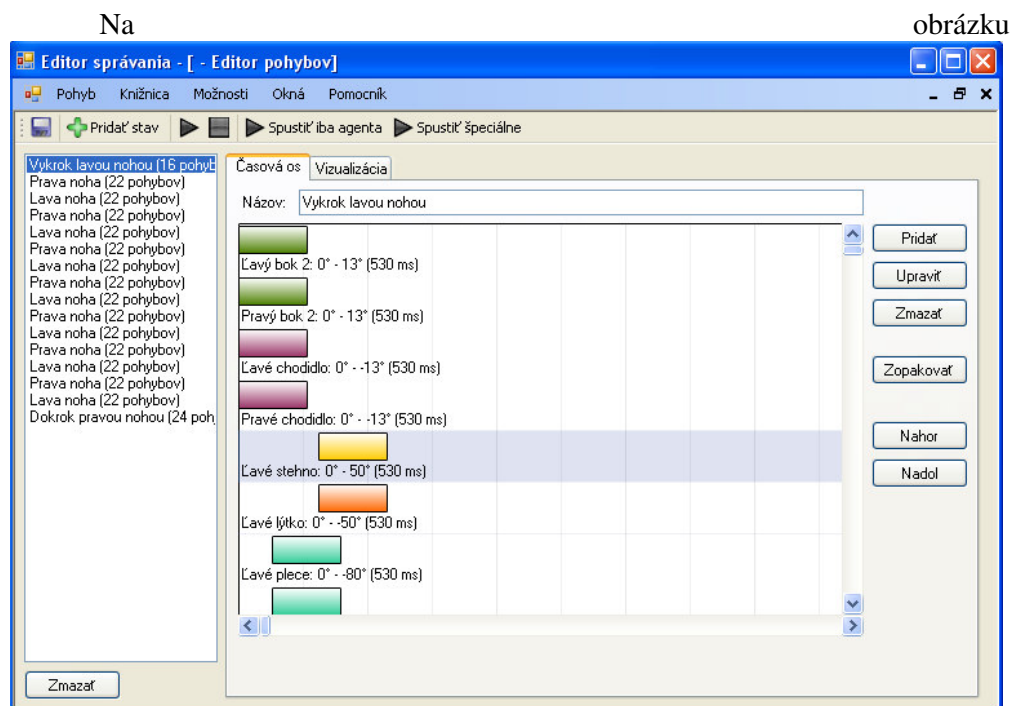 Na obrázku
Editor správania - [ - Editor pohybov]
Pohyb Knižnica Možnosti Okná Pomocník
Pridať stav Spustiť iba agenta Spustiť špeciálne
Vykrok lavou nohou (16 pohyb
Prava noha (22 pohybov)
Lava noha (22 pohybov)
Prava noha (22 pohybov)
Lava noha (22 pohybov)
Prava noha (22 pohybov)
Lava noha (22 pohybov)
Prava noha (22 pohybov)
Lava noha (22 pohybov)
Prava noha (22 pohybov)
Lava noha (22 pohybov)
Prava noha (22 pohybov)
Lava noha (22 pohybov)
Prava noha (22 pohybov)
Lava noha (22 pohybov)
Dokrok pravou nohou (24 poh
Zmazať
Časová os Vizualizácia
Názov: Vykrok lavou nohou
Ľavý bok 2: 0° - 13° (530 ms)
Pravý bok 2: 0° - 13° (530 ms)
Ľavé chodidlo: 0° - -13° (530 ms)
Pravé chodidlo: 0° - -13° (530 ms)
Ľavé stehno: 0° - 50° (530 ms)
Ľavé lýtko: 0° - -50° (530 ms)
Ľavé plece: 0° - -80° (530 ms)
Pridať
Upraviť
Zmazať
Zopakovať
Nahor
Nadol